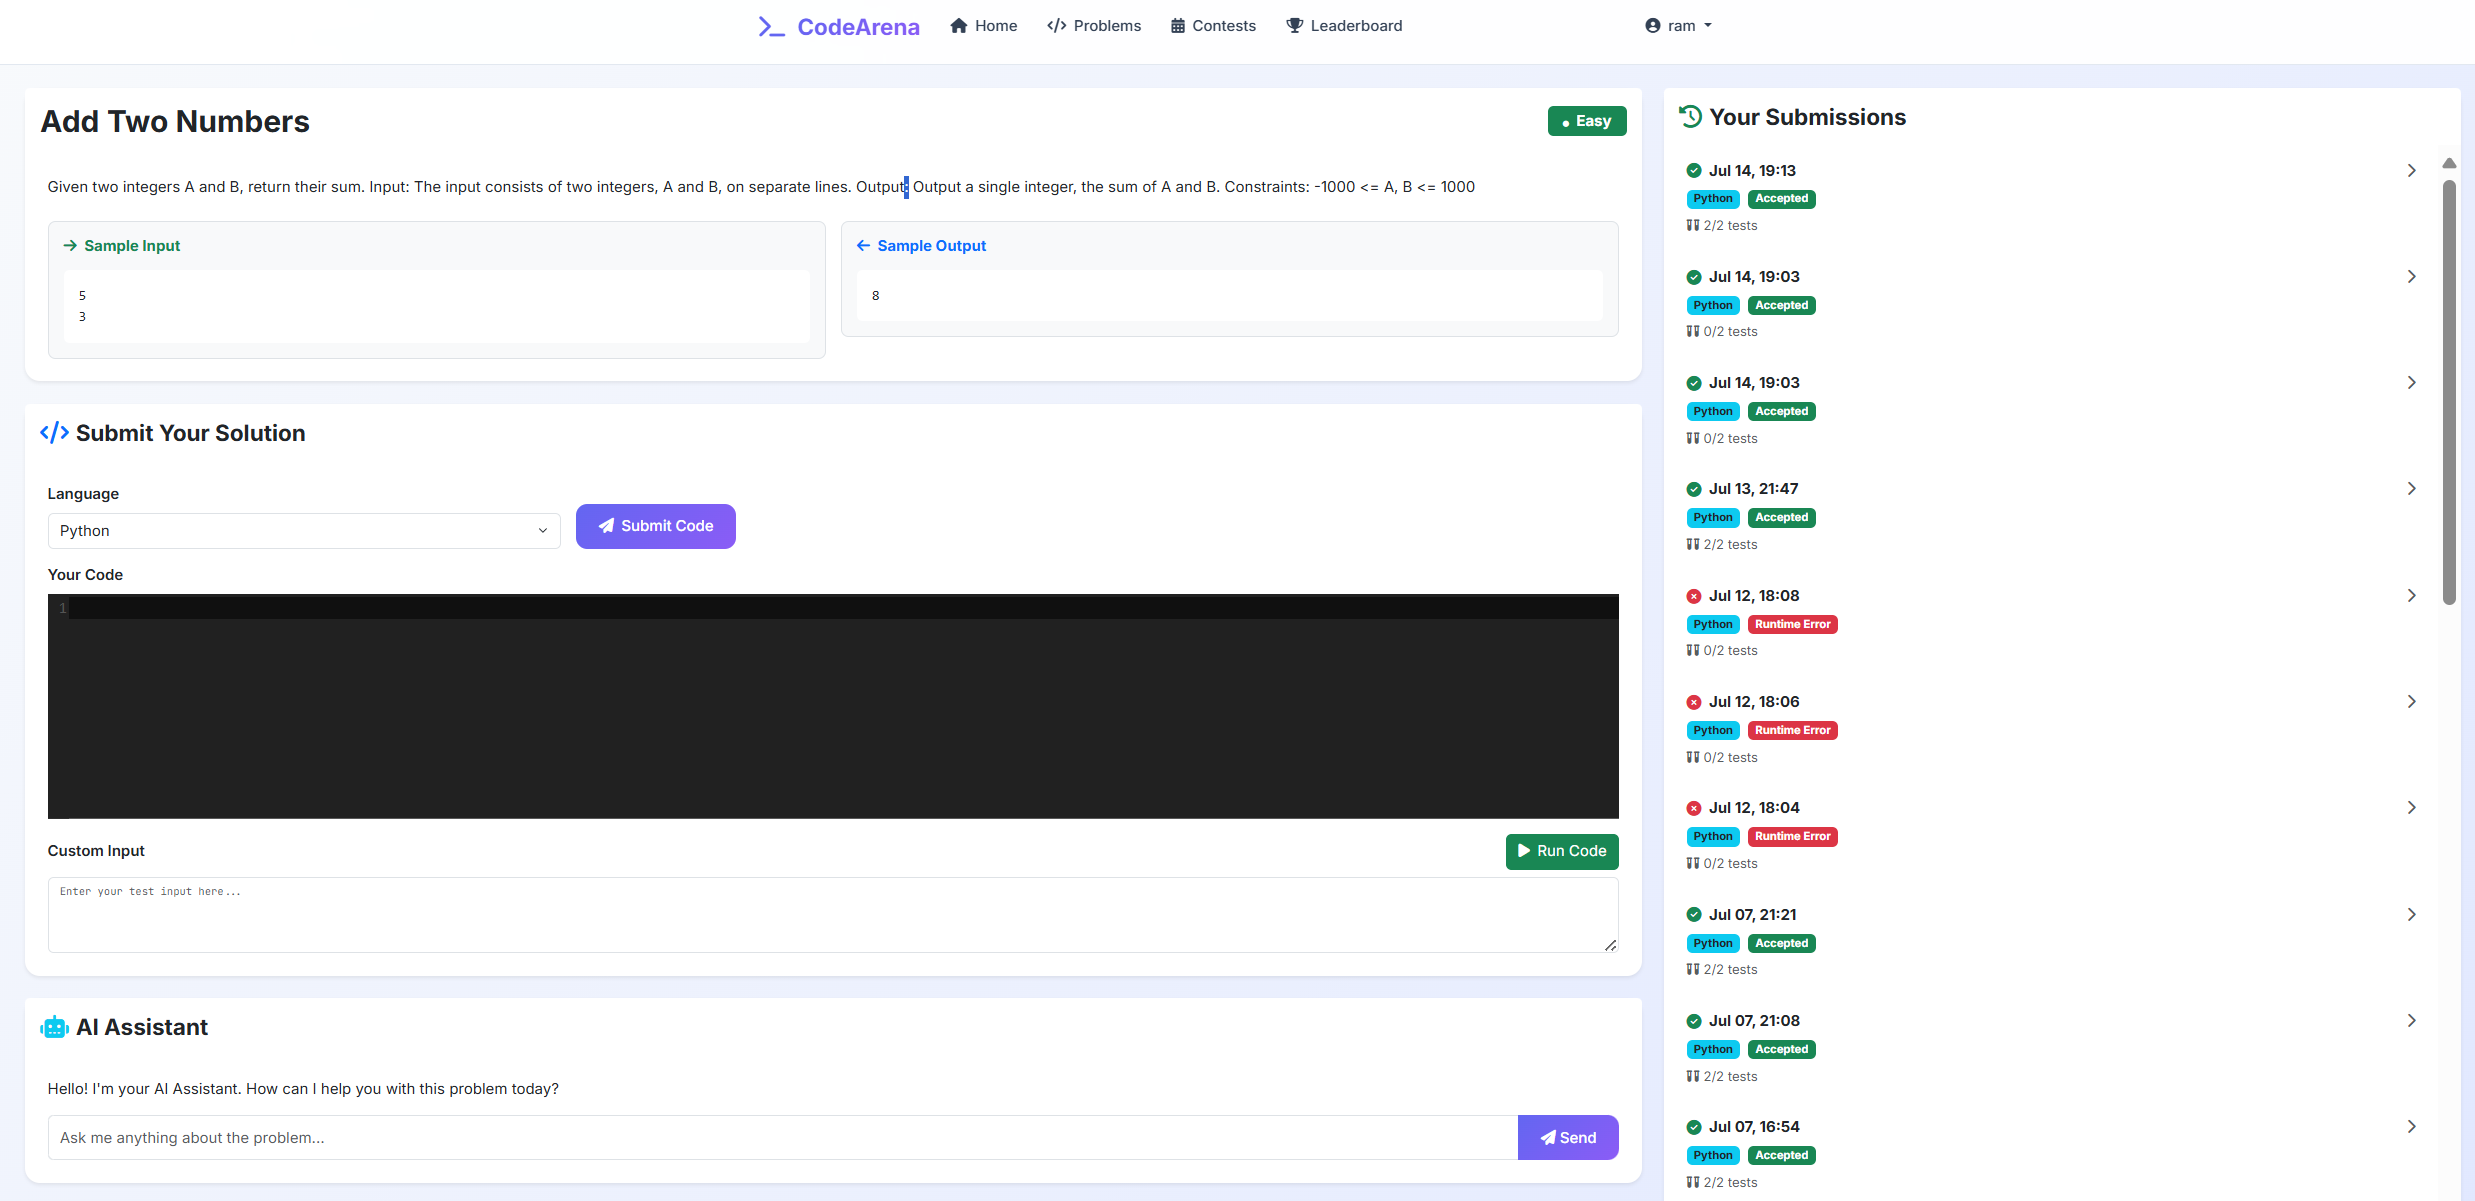 CodeArena
Home
Problems
Contests
Leaderboard
ram
Add Two Numbers
Easy
Given two integers A and B, return their sum. Input: The input consists of two integers, A and B, on separate lines. Output: Output a single integer, the sum of A and B. Constraints: -1000 <= A, B <= 1000
Sample Input
5
3
Sample Output
8
Submit Your Solution
Language
Python
Submit Code
Your Code
1
Custom Input
Run Code
Enter your test input here...
AI Assistant
Hello! I'm your AI Assistant. How can I help you with this problem today?
Ask me anything about the problem...
Send
Your Submissions
Jul 14, 19:13
Python Accepted
2/2 tests
Jul 14, 19:03
Python Accepted
0/2 tests
Jul 14, 19:03
Python Accepted
0/2 tests
Jul 13, 21:47
Python Accepted
2/2 tests
Jul 12, 18:08
Python Runtime Error
0/2 tests
Jul 12, 18:06
Python Runtime Error
0/2 tests
Jul 12, 18:04
Python Runtime Error
0/2 tests
Jul 07, 21:21
Python Accepted
2/2 tests
Jul 07, 21:08
Python Accepted
2/2 tests
Jul 07, 16:54
Python Accepted
2/2 tests